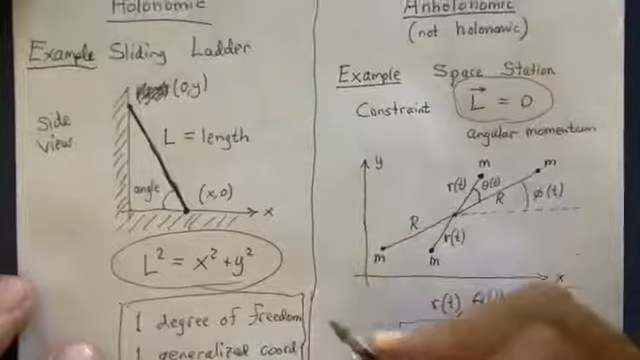 Holonomic
Example Sliding Ladder
Side
view
(0,y)
L = length
angle
(x,0)
x
L² = x² + y²
1 degree of freedom
1 generalized coord
Anholonomic
(not holonomic)
Example Space Station
Constraint L⃗ = 0
angular momentum
y
m
m
r(t)
θ(t)
R
ϕ(t)
R
r(t)
m
m
x
r(t),